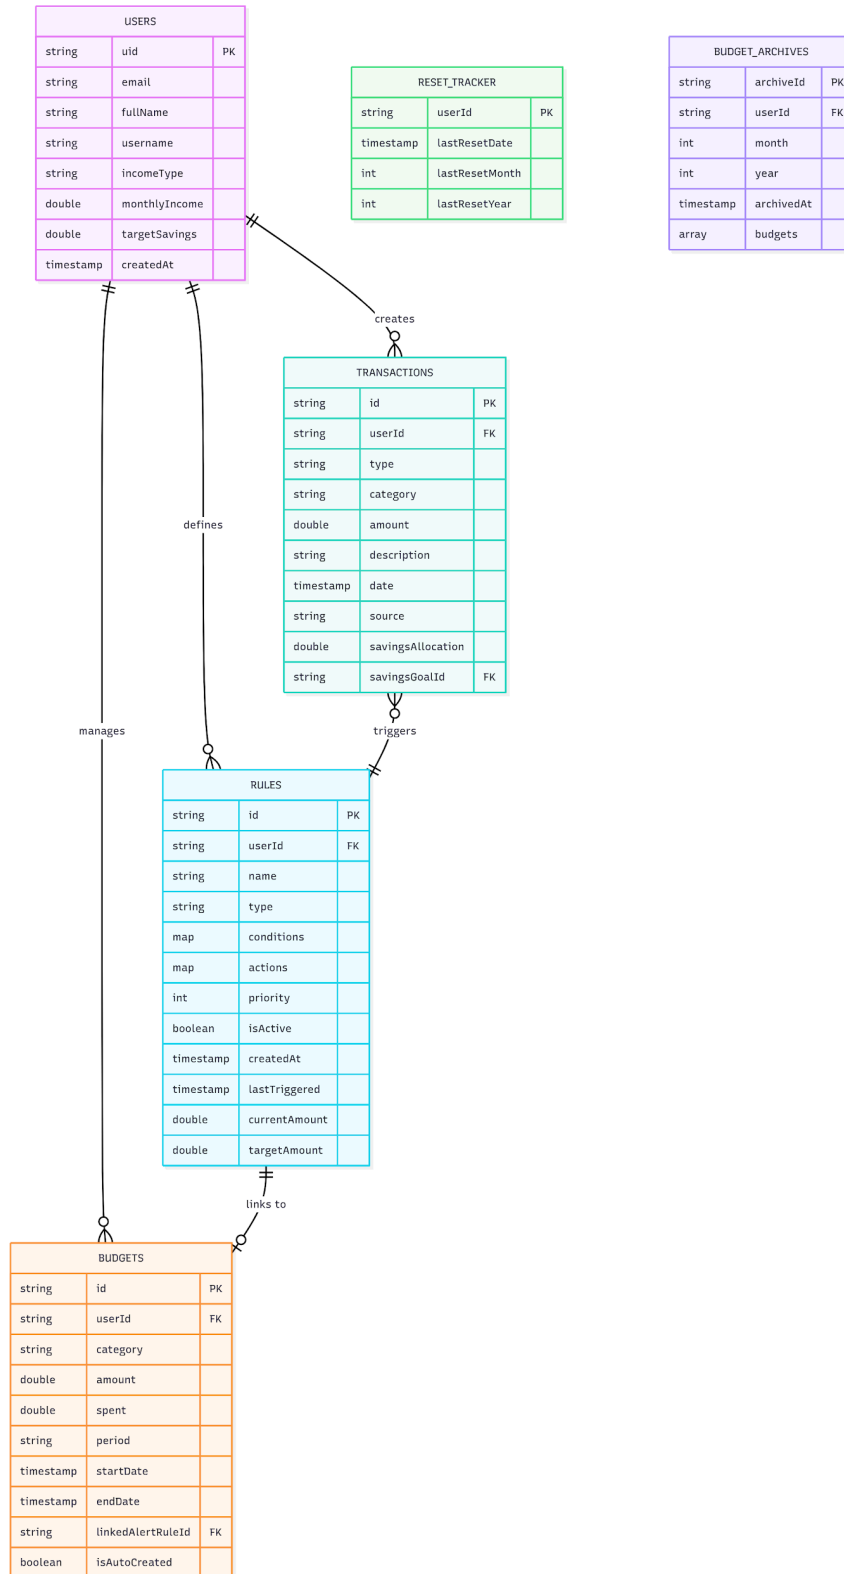 USERS
string uid PK
string email
string fullName
string username
string incomeType
double monthlyIncome
double targetSavings
timestamp createdAt
RESET_TRACKER
string userId PK
timestamp lastResetDate
int lastResetMonth
int lastResetYear
BUDGET_ARCHIVES
string archiveId PK
string userId FK
int month
int year
timestamp archivedAt
array budgets
creates
TRANSACTIONS
string id PK
string userId FK
string type
string category
double amount
string description
timestamp date
string source
double savingsAllocation
string savingsGoalId FK
defines
manages
triggers
RULES
string id PK
string userId FK
string name
string type
map conditions
map actions
int priority
boolean isActive
timestamp createdAt
timestamp lastTriggered
double currentAmount
double targetAmount
links to
BUDGETS
string id PK
string userId FK
string category
double amount
double spent
string period
timestamp startDate
timestamp endDate
string linkedAlertRuleId FK
boolean isAutoCreated